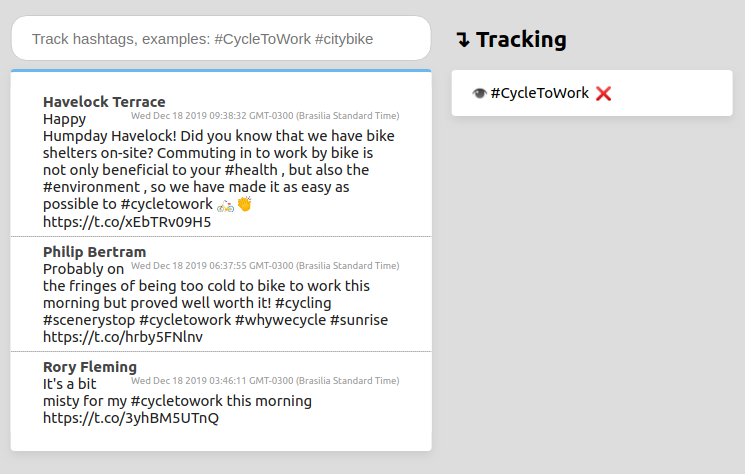 Track hashtags, examples: #CycleToWork #citybike
Havelock Terrace
Happy Wed Dec 18 2019 09:38:32 GMT-0300 (Brasilia Standard Time)
Humpday Havelock! Did you know that we have bike
shelters on-site? Commuting in to work by bike is
not only beneficial to your #health , but also the
#environment , so we have made it as easy as
possible to #cycletowork 🚲👏
https://t.co/xEbTRv09H5
Philip Bertram
Probably on Wed Dec 18 2019 06:37:55 GMT-0300 (Brasilia Standard Time)
the fringes of being too cold to bike to work this
morning but proved well worth it! #cycling
#scenerystop #cycletowork #whywecycle #sunrise
https://t.co/hrby5FNlnv
Rory Fleming
It's a bit Wed Dec 18 2019 03:46:11 GMT-0300 (Brasilia Standard Time)
misty for my #cycletowork this morning
https://t.co/3yhBM5UTnQ
↴ Tracking
👁 #CycleToWork ❌